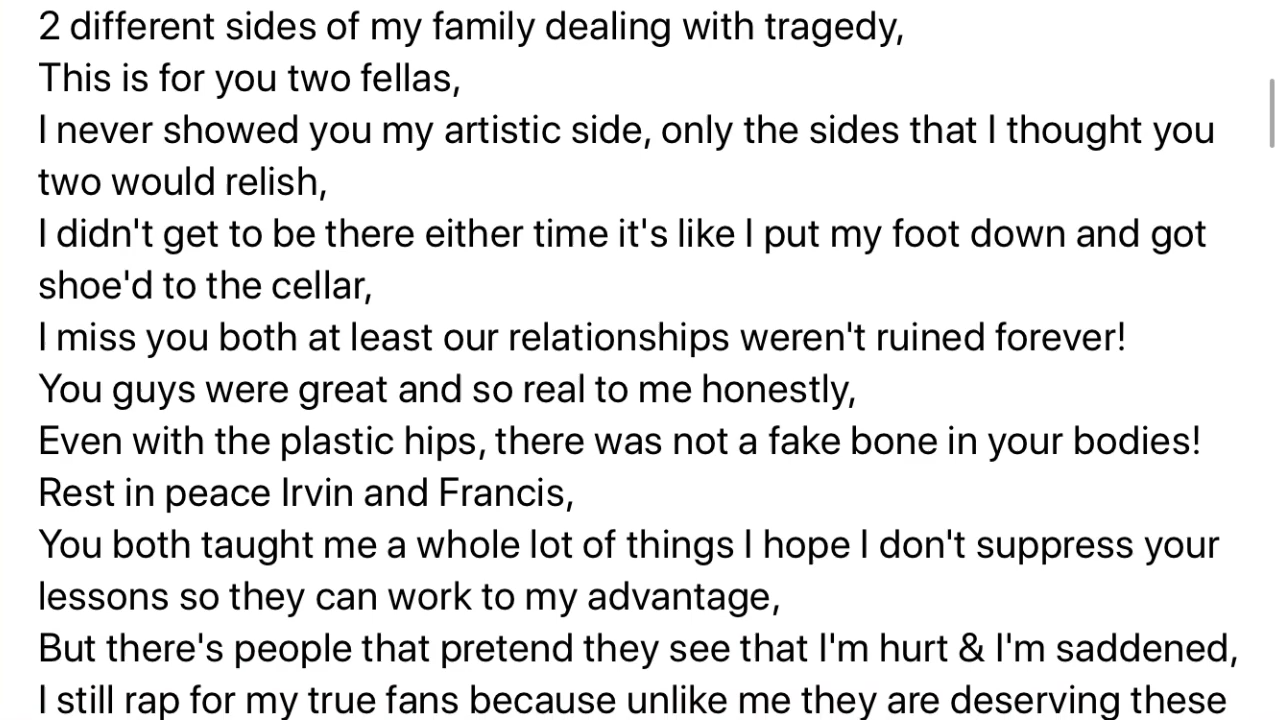 2 different sides of my family dealing with tragedy,
This is for you two fellas,
I never showed you my artistic side, only the sides that I thought you
two would relish,
I didn't get to be there either time it's like I put my foot down and got
shoe'd to the cellar,
I miss you both at least our relationships weren't ruined forever!
You guys were great and so real to me honestly,
Even with the plastic hips, there was not a fake bone in your bodies!
Rest in peace Irvin and Francis,
You both taught me a whole lot of things I hope I don't suppress your
lessons so they can work to my advantage,
But there's people that pretend they see that I'm hurt & I'm saddened,
I still rap for my true fans because unlike me they are deserving these